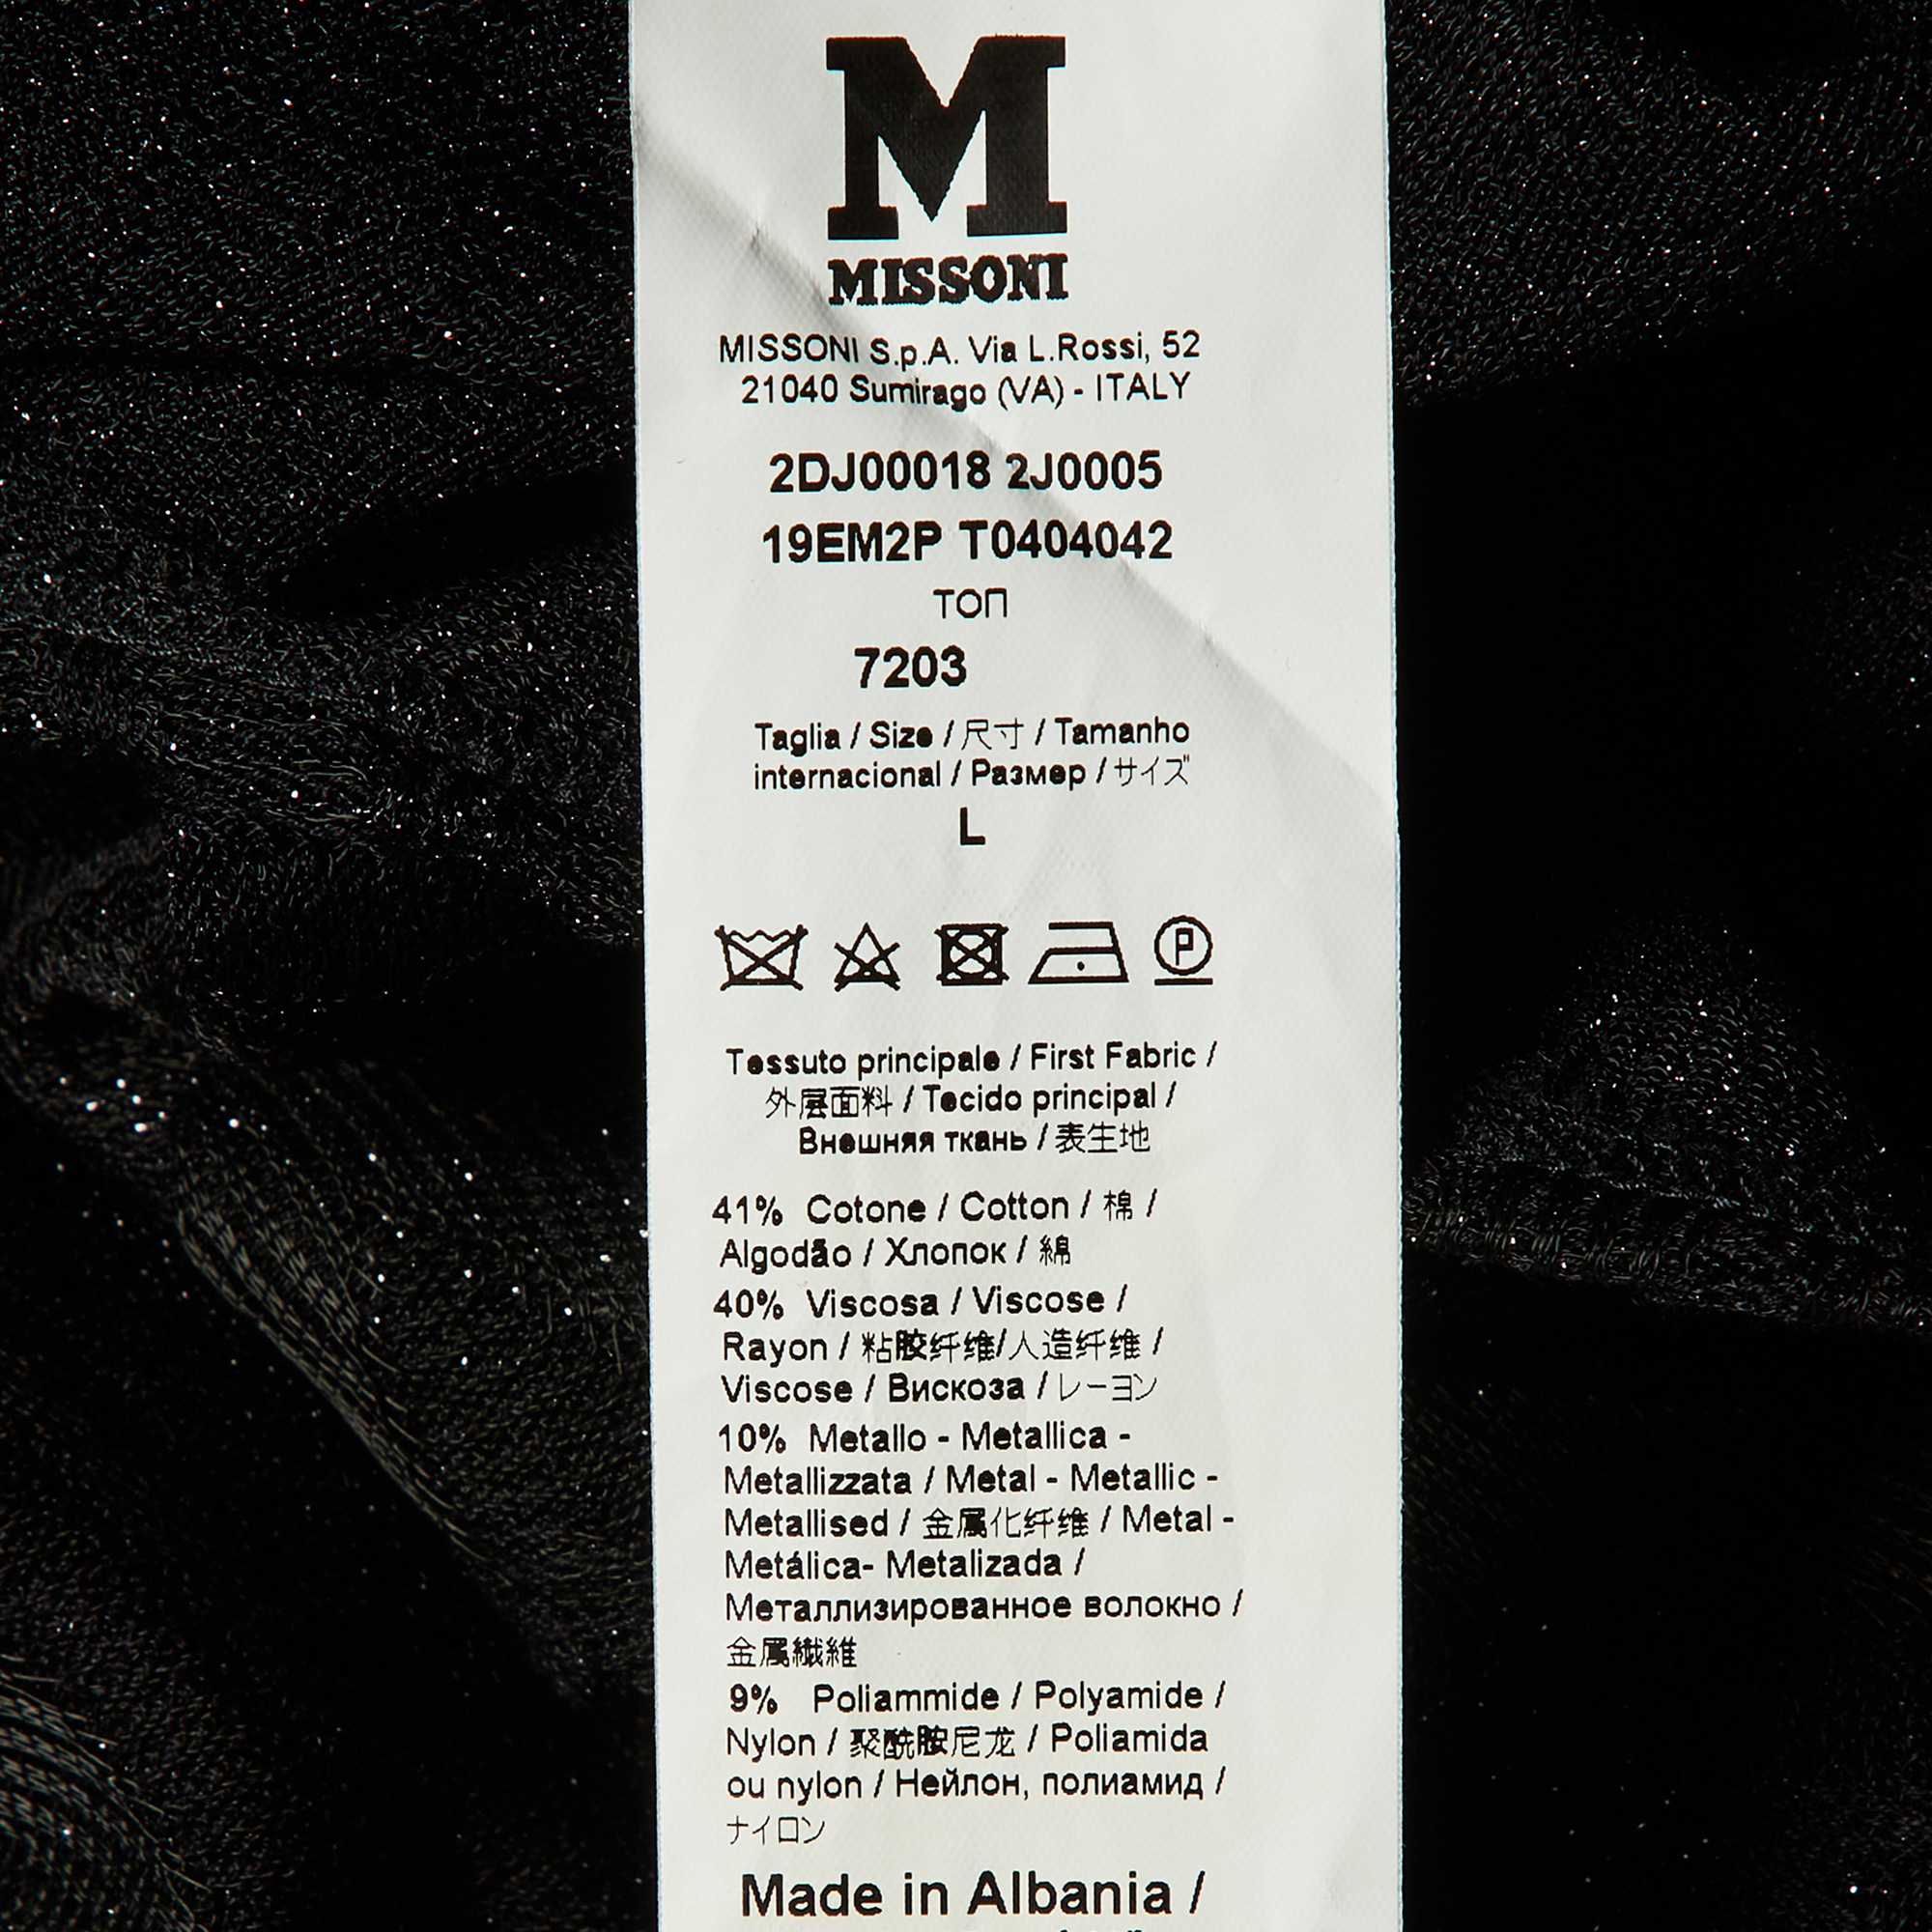 M
MISSONI
MISSONI S.p.A. Via L.Rossi, 52
21040 Sumirago (VA) - ITALY
2DJ00018 2J0005
19EM2P T0404042
ТОП
7203
Taglia / Size / 尺寸 / Tamanho
internacional / Размер / サイズ
L
P
Tessuto principale / First Fabric /
外层面料 / Tecido principal /
Внешняя ткань / 表生地
41% Cotone / Cotton / 棉 /
Algodão / Хлопок / 綿
40% Viscosa / Viscose /
Rayon / 粘胶纤维/人造纤维 /
Viscose / Вискоза / レーヨン
10% Metallo - Metallica -
Metallizzata / Metal - Metallic -
Metallised / 金属化纤维 / Metal -
Metálica- Metalizada /
Металлизированное волокно /
金属繊維
9% Poliammide / Polyamide /
Nylon / 聚酰胺尼龙 / Poliamida
ou nylon / Нейлон, полиамид /
ナイロン
Made in Albania /